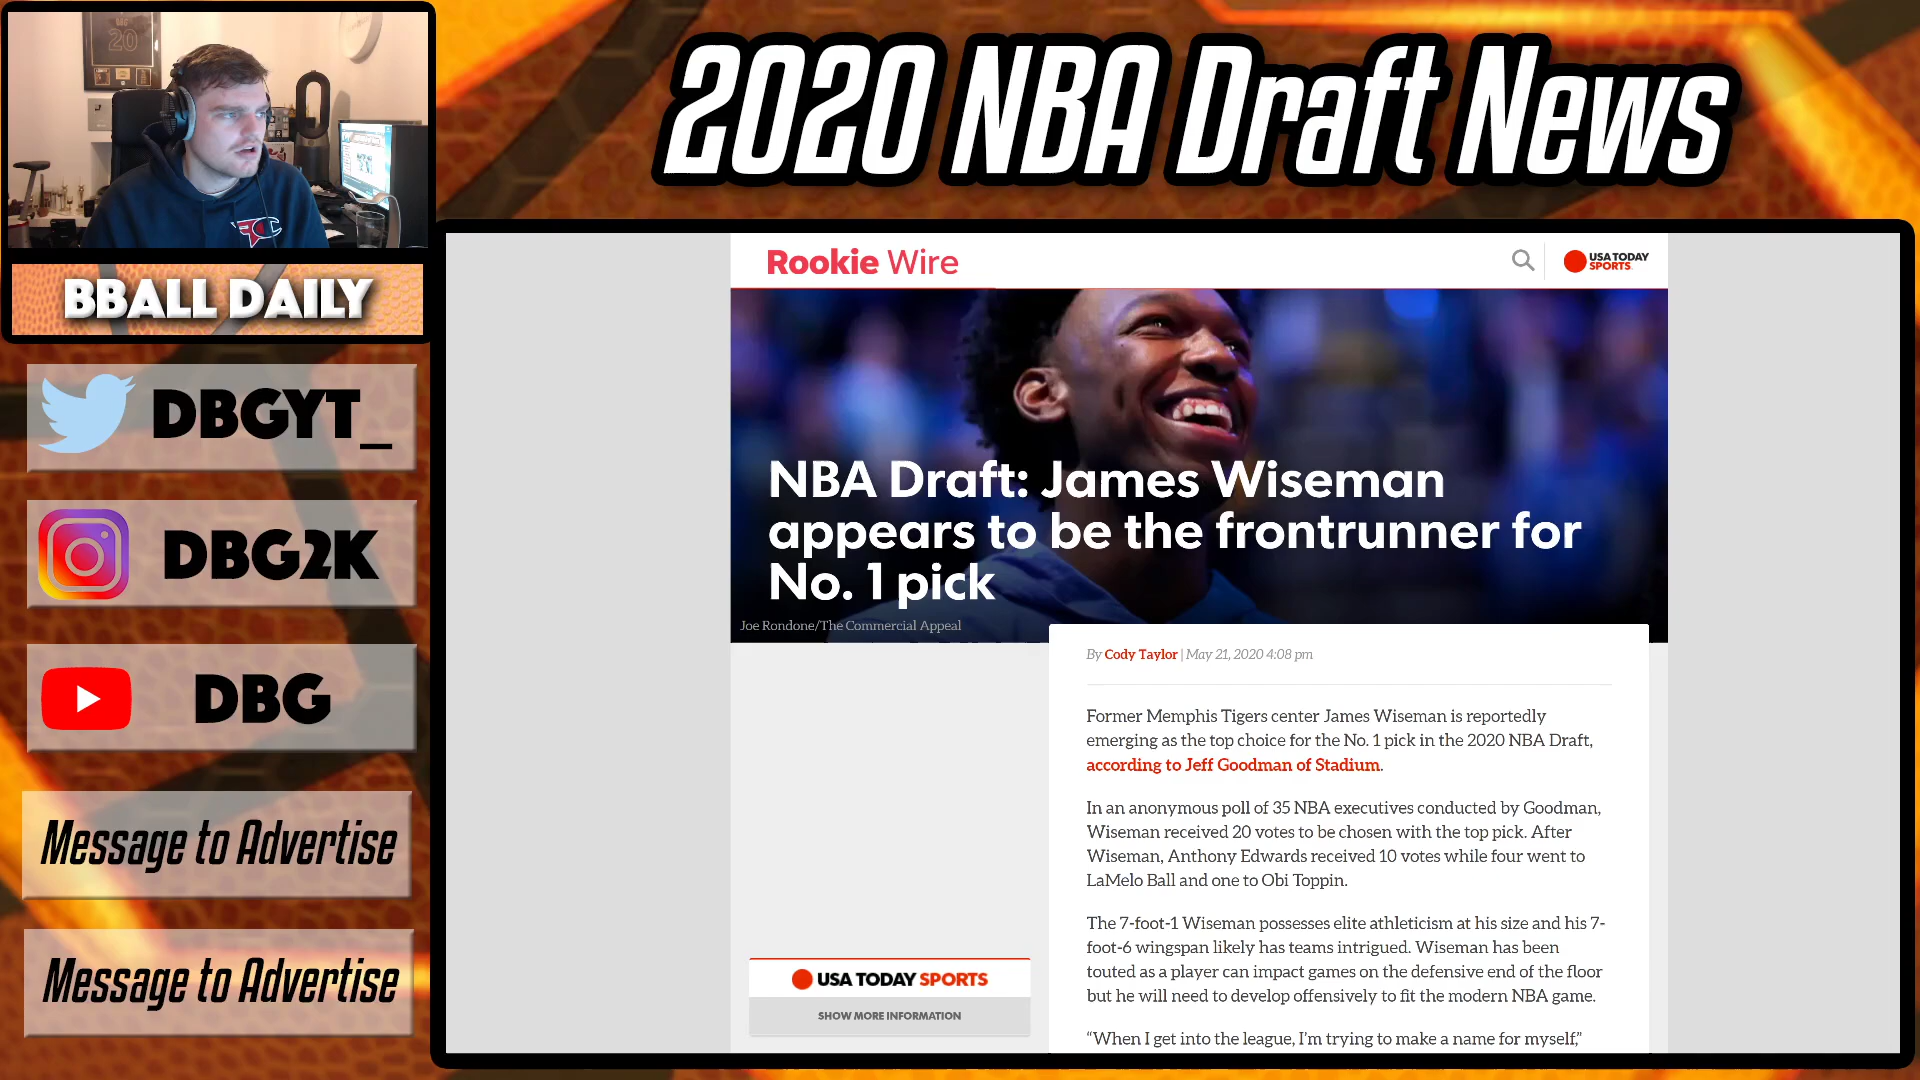 2020 NBA Draft News
20
BBALL DAILY
DBGYT_
DBG2K
DBG
Message to Advertise
Message to Advertise
Rookie Wire
USA TODAY
SPORTS
NBA Draft: James Wiseman
appears to be the frontrunner for
No. 1 pick
Joe Rondone/The Commercial Appeal
By Cody Taylor | May 21, 2020 4:08 pm
Former Memphis Tigers center James Wiseman is reportedly
emerging as the top choice for the No. 1 pick in the 2020 NBA Draft,
according to Jeff Goodman of Stadium.
In an anonymous poll of 35 NBA executives conducted by Goodman,
Wiseman received 20 votes to be chosen with the top pick. After
Wiseman, Anthony Edwards received 10 votes while four went to
LaMelo Ball and one to Obi Toppin.
The 7-foot-1 Wiseman possesses elite athleticism at his size and his 7-
foot-6 wingspan likely has teams intrigued. Wiseman has been
touted as a player can impact games on the defensive end of the floor
but he will need to develop offensively to fit the modern NBA game.
“When I get into the league, I’m trying to make a name for myself,”
USA TODAY SPORTS
SHOW MORE INFORMATION